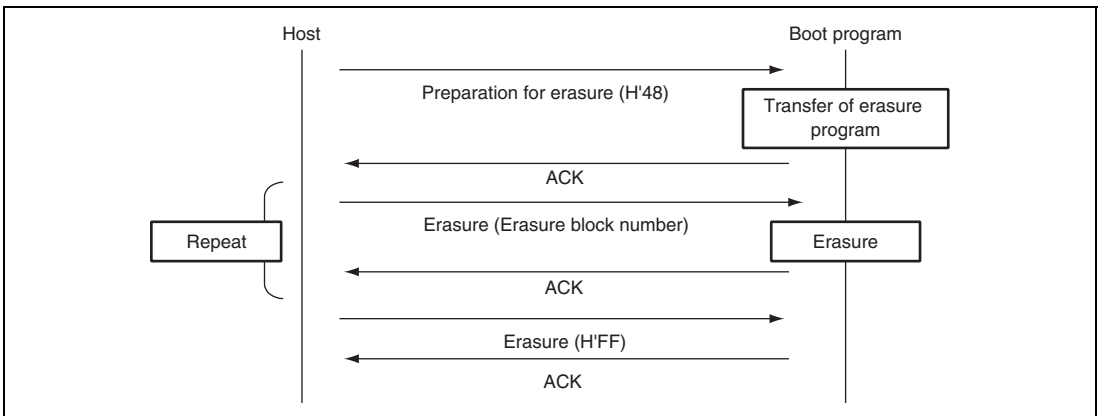 Host
Boot program
Preparation for erasure (H'48)
Transfer of erasure
program
ACK
Erasure (Erasure block number)
Repeat
Erasure
ACK
Erasure (H'FF)
ACK